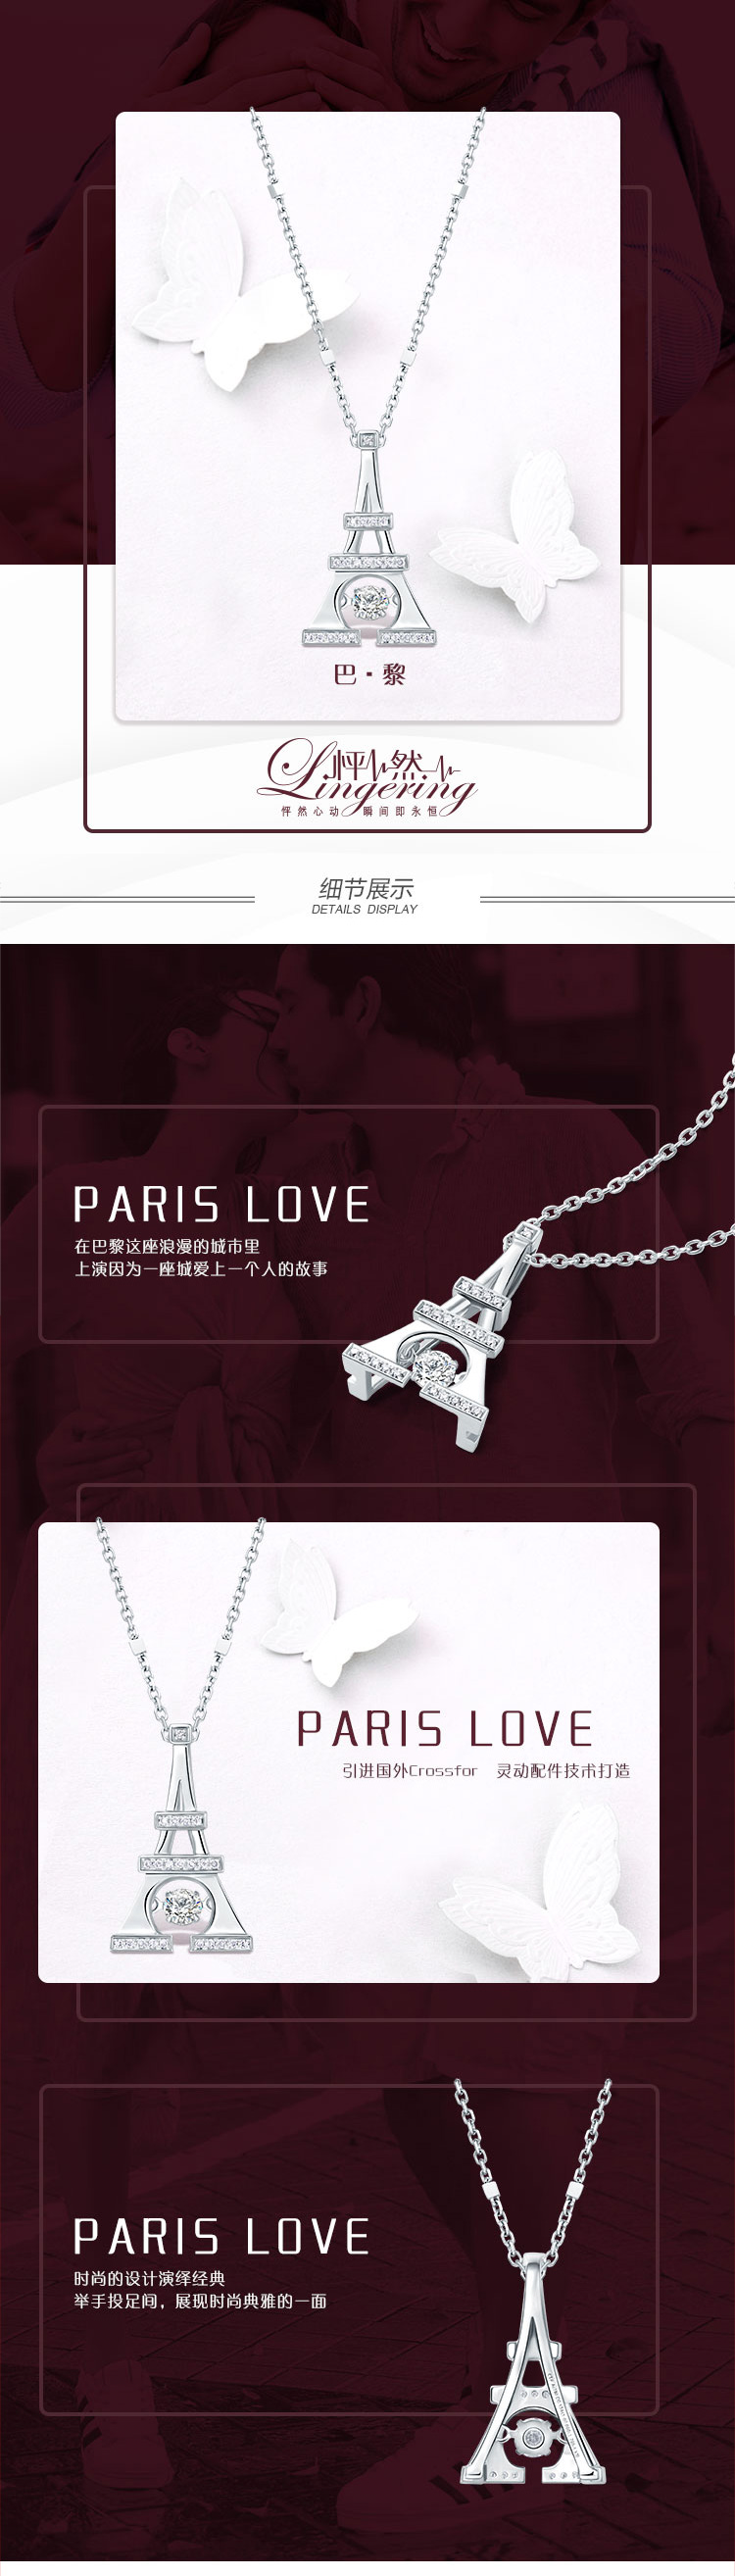 巴·黎
怦然
Lingering
怦然心动 瞬间即永恒
细节展示
DETAILS DISPLAY
PARIS LOVE
在巴黎这座浪漫的城市里
上演因为一座城爱上一个人的故事
PARIS LOVE
引进国外Crossfor 灵动配件技术打造
PARIS LOVE
时尚的设计演绎经典
举手投足间，展现时尚典雅的一面